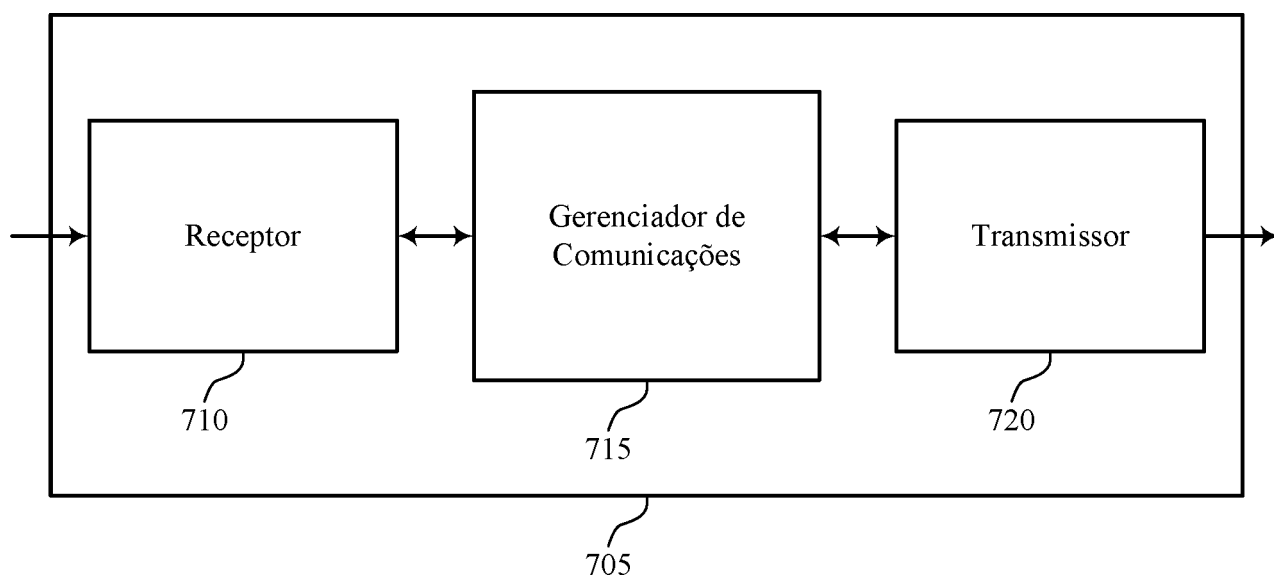 Receptor
Gerenciador de
Comunicações
Transmissor
710
715
720
705